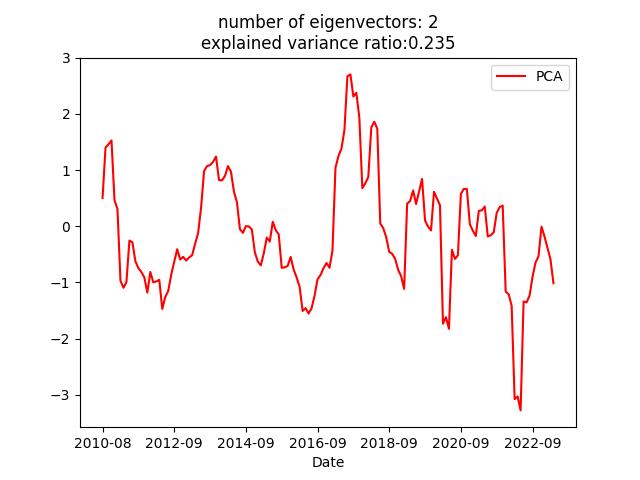 number of eigenvectors: 2
explained variance ratio:0.235
PCA
3
2
1
0
−1
−2
−3
2010-08 2012-09 2014-09 2016-09 2018-09 2020-09 2022-09
Date